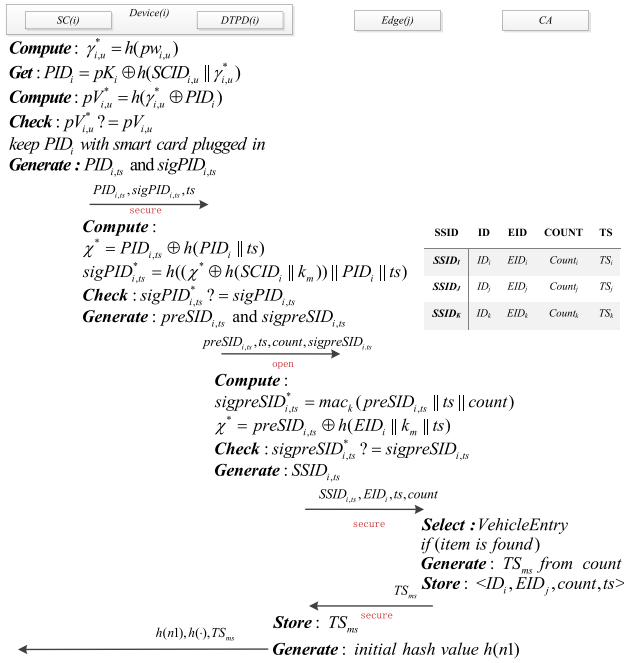 Device(i)
SC(i) DTPD(i) Edge(j) CA
Compute: γ*i,u = h(pwi,u)
Get: PIDi = pKi ⊕ h(SCIDi,u || γ*i,u)
Compute: pV*i,u = h(γ*i,u ⊕ PIDi)
Check: pV*i,u ? = pVi,u
keep PIDi with smart card plugged in
Generate: PIDi,ts and sigPIDi,ts
PIDi,ts, sigPIDi,ts, ts
secure
Compute:
χ* = PIDi,ts ⊕ h(PIDi || ts)
sigPID*i,ts = h((χ* ⊕ h(SCIDi || km)) || PIDi || ts)
Check: sigPID*i,ts ? = sigPIDi,ts
Generate: preSIDi,ts and sigpreSIDi,ts
SSID ID EID COUNT TS
SSIDI IDi EIDi Counti TSi
SSIDJ IDj EIDj Countj TSj
SSIDK IDk EIDk Countk TSk
preSIDi,ts, ts, count, sigpreSIDi,ts
open
Compute:
sigpreSID*i,ts = mack(preSIDi,ts || ts || count)
χ* = preSIDi,ts ⊕ h(EIDi || km || ts)
Check: sigpreSID*i,ts ? = sigpreSIDi,ts
Generate: SSIDi,ts
SSIDi,ts, EIDj, ts, count
secure
Select: VehicleEntry
if (item is found)
Generate: TSms from count
Store: <IDi, EIDj, count, ts>
TSms
secure
Store: TSms
h(n1), h(·), TSms
Generate: initial hash value h(n1)